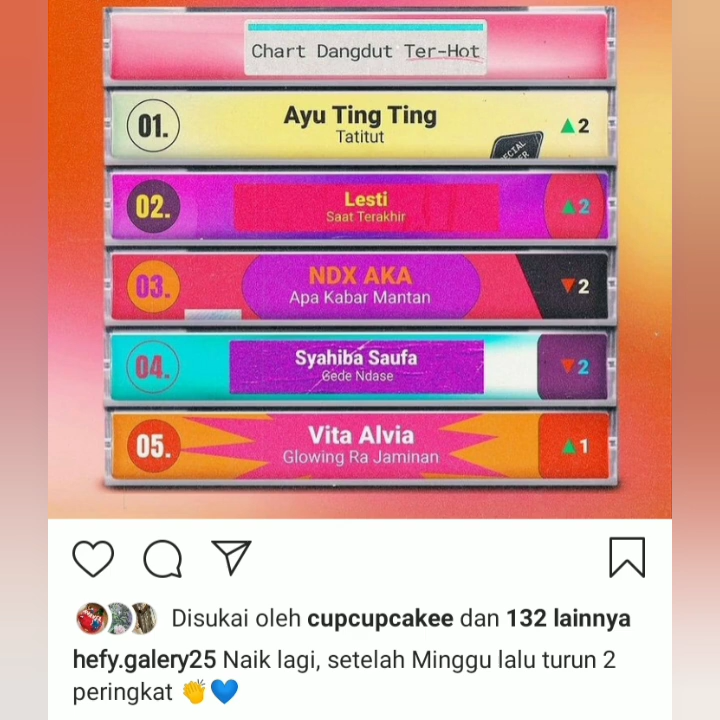 Chart Dangdut Ter-Hot
01.
Ayu Ting Ting
Tatitut
▲2
02.
Lesti
Saat Terakhir
▲2
03.
NDX AKA
Apa Kabar Mantan
▼2
04.
Syahiba Saufa
Gede Ndase
▼2
05.
Vita Alvia
Glowing Ra Jaminan
▲1
Disukai oleh cupcupcakee dan 132 lainnya
hefy.galery25 Naik lagi, setelah Minggu lalu turun 2
peringkat 👏💙